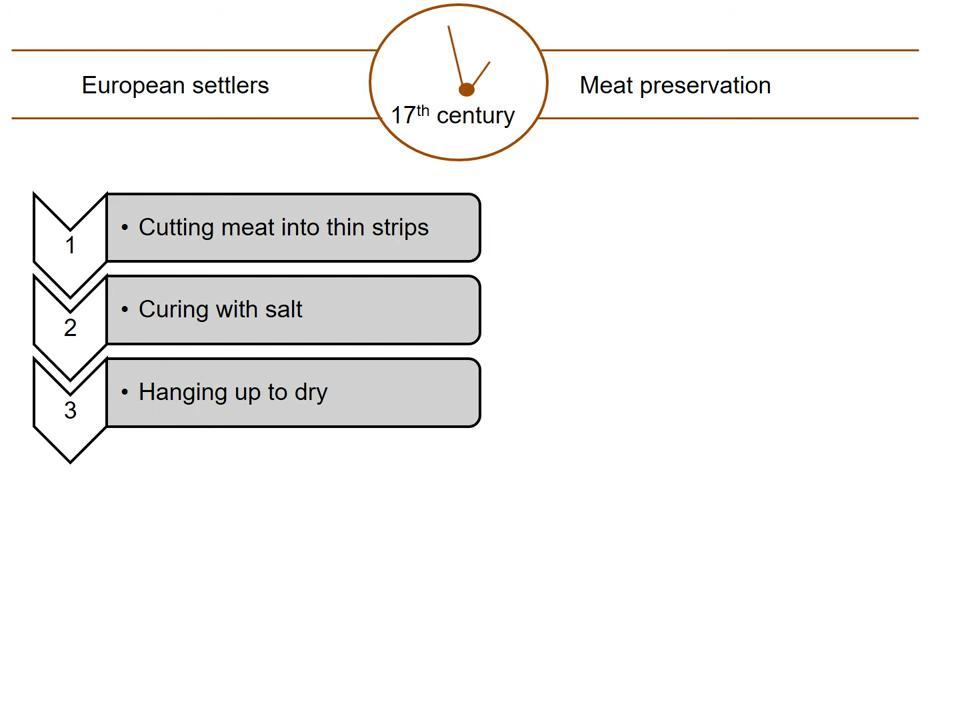 European settlers
17th century
Meat preservation
1
• Cutting meat into thin strips
2
• Curing with salt
3
• Hanging up to dry